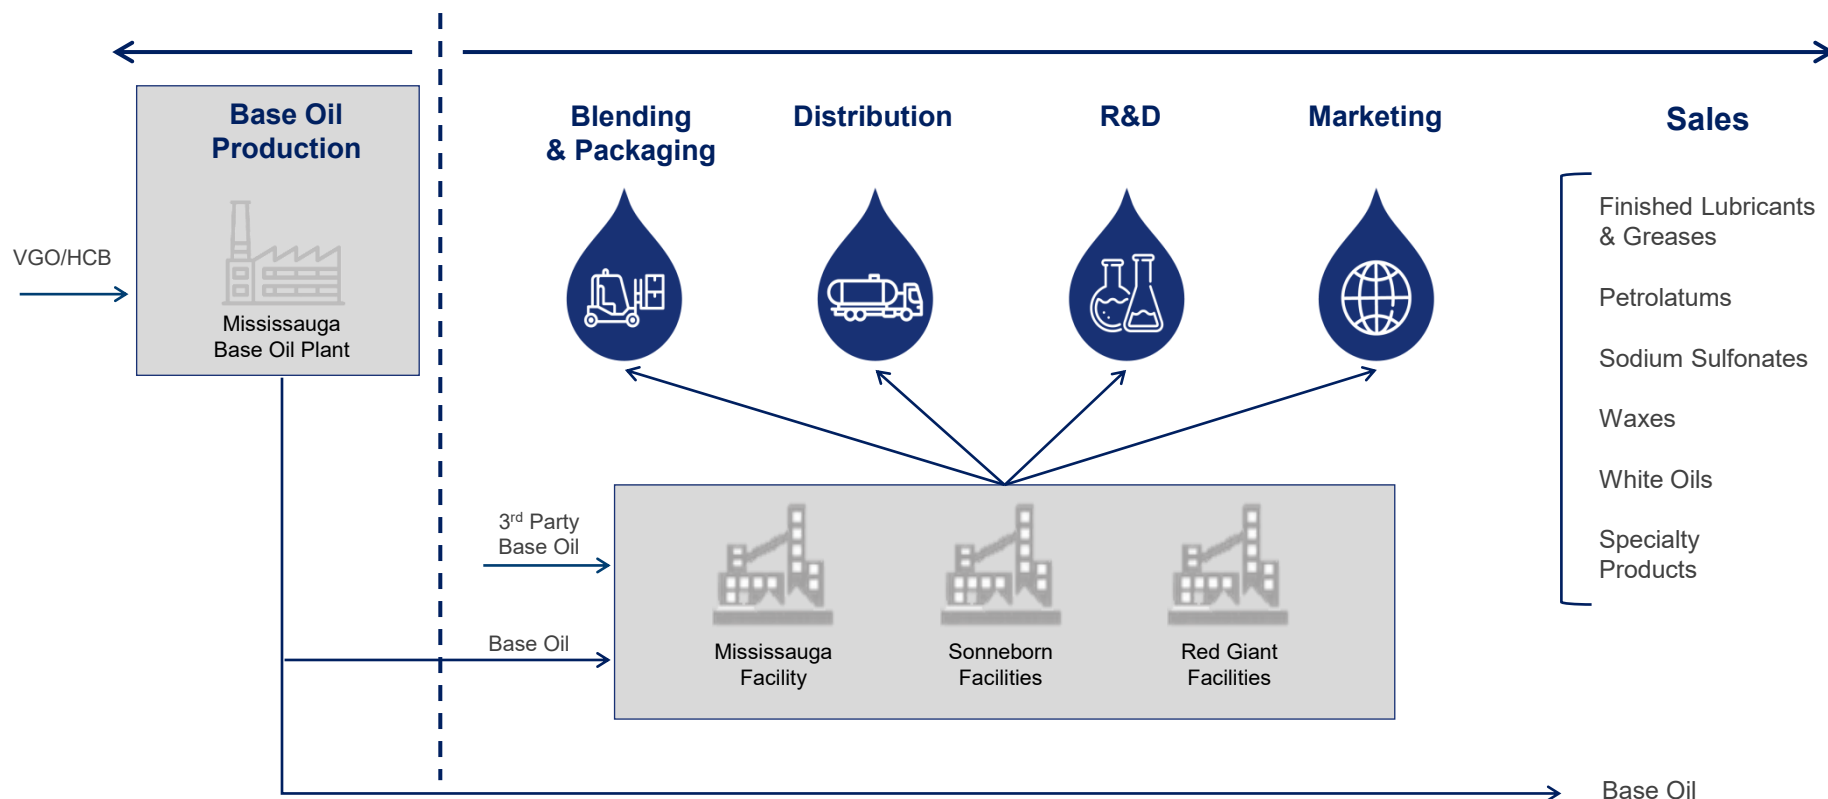 Base Oil
Production
VGO/HCB
Mississauga
Base Oil Plant
Blending
& Packaging
Distribution
R&D
Marketing
Sales
Finished Lubricants
& Greases
Petrolatums
Sodium Sulfonates
Waxes
White Oils
Specialty
Products
3rd Party
Base Oil
Base Oil
Mississauga
Facility
Sonneborn
Facilities
Red Giant
Facilities
Base Oil